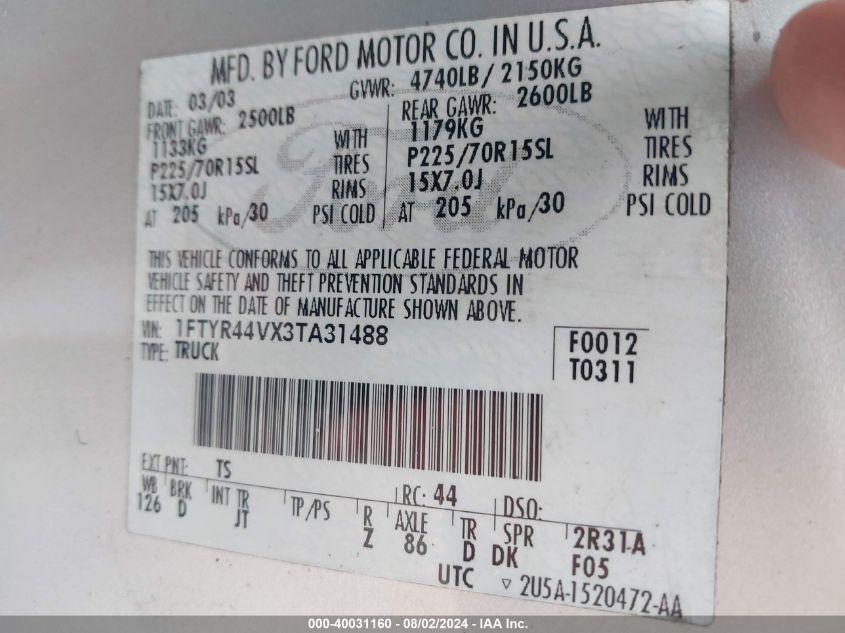 MFD. BY FORD MOTOR CO. IN U.S.A.
DATE: 03/03 GVWR: 4740LB/ 2150KG
FRONT GAWR: 2500LB REAR GAWR: 2600LB
1133KG WITH 1179KG WITH
P225/70R15SL TIRES P225/70R15SL TIRES
15X7.0J RIMS 15X7.0J RIMS
AT 205 kPa/30 PSI COLD AT 205 kPa/30 PSI COLD
THIS VEHICLE CONFORMS TO ALL APPLICABLE FEDERAL MOTOR
VEHICLE SAFETY AND THEFT PREVENTION STANDARDS IN
EFFECT ON THE DATE OF MANUFACTURE SHOWN ABOVE.
VIN: 1FTYR44VX3TA31488 F0012
TYPE: TRUCK T0311
EXT PNT: TS RC: 44 DSO:
WB BRK INT TR TP/PS R AXLE TR SPR 2R31A
126 D JT Z 86 D DK F05
UTC ▽ 2U5A-1520472-AA
Ford
000-40031160 - 08/02/2024 - IAA Inc.